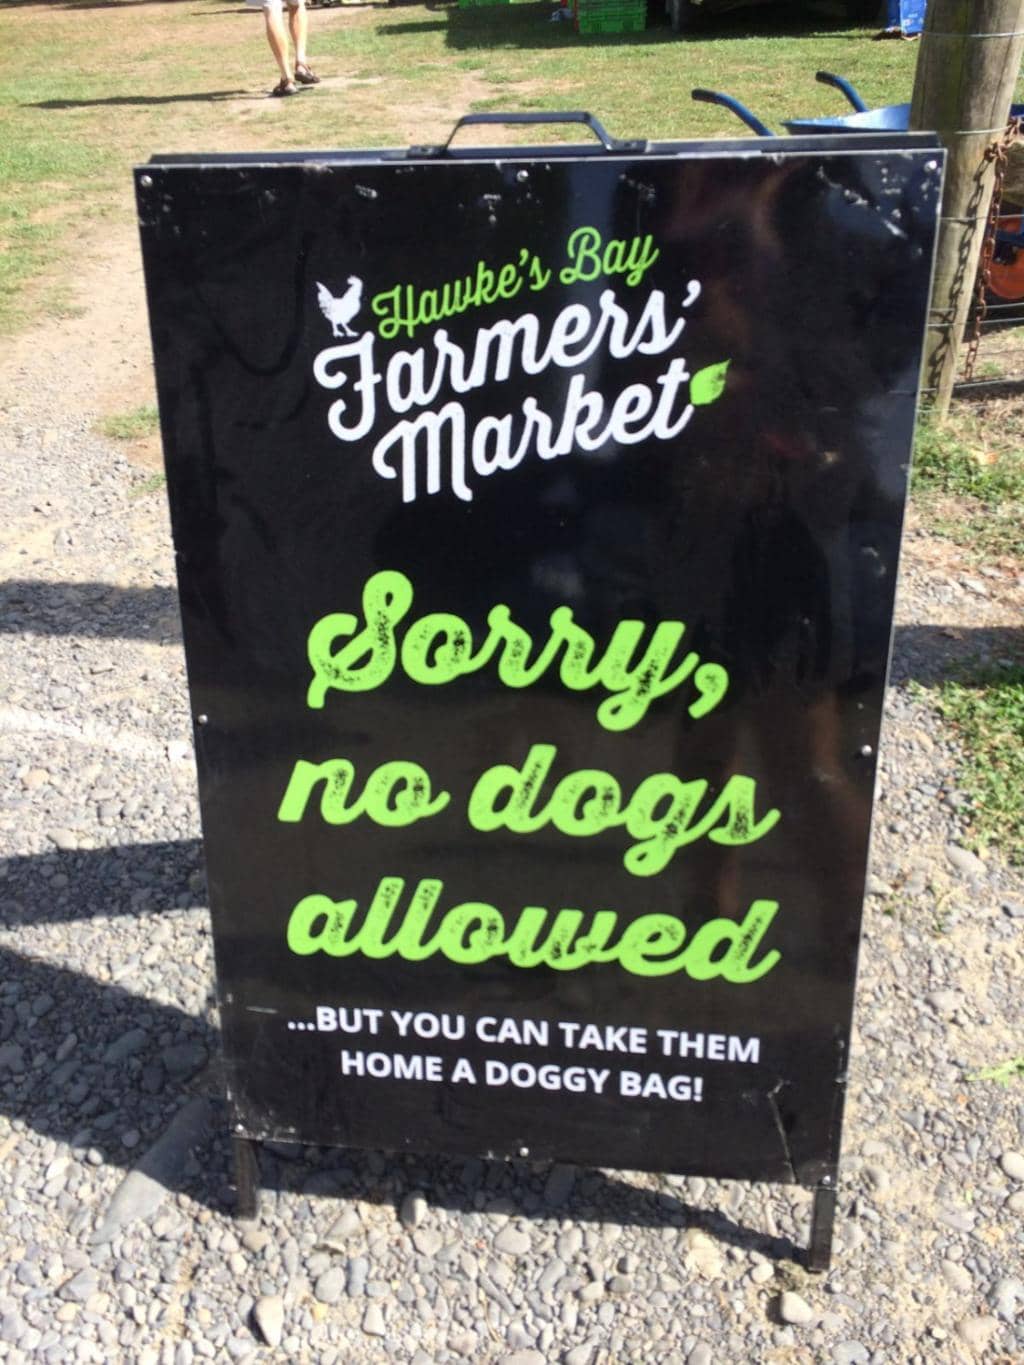 Hawke's Bay
Farmers'
Market
Sorry,
no dogs
allowed
...BUT YOU CAN TAKE THEM
HOME A DOGGY BAG!